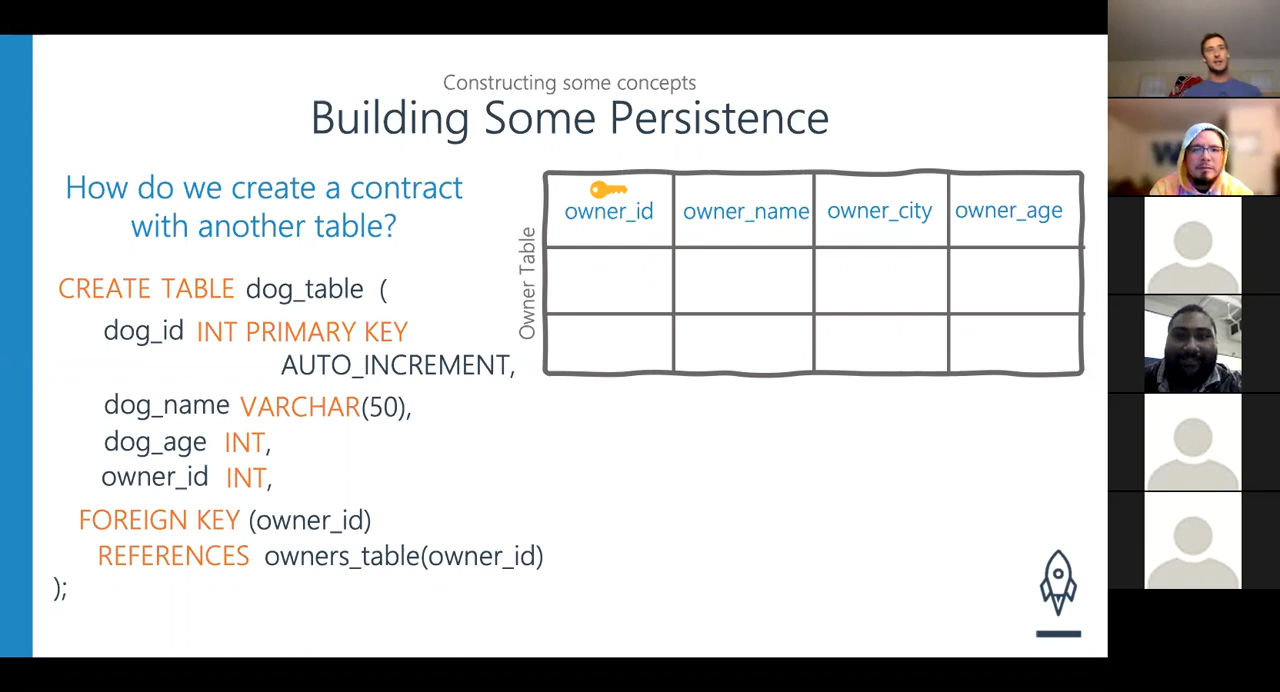 Constructing some concepts
Building Some Persistence
How do we create a contract
with another table?
CREATE TABLE dog_table (
dog_id INT PRIMARY KEY
AUTO_INCREMENT,
dog_name VARCHAR(50),
dog_age INT,
owner_id INT,
FOREIGN KEY (owner_id)
REFERENCES owners_table(owner_id)
);
Owner Table
owner_id owner_name owner_city owner_age